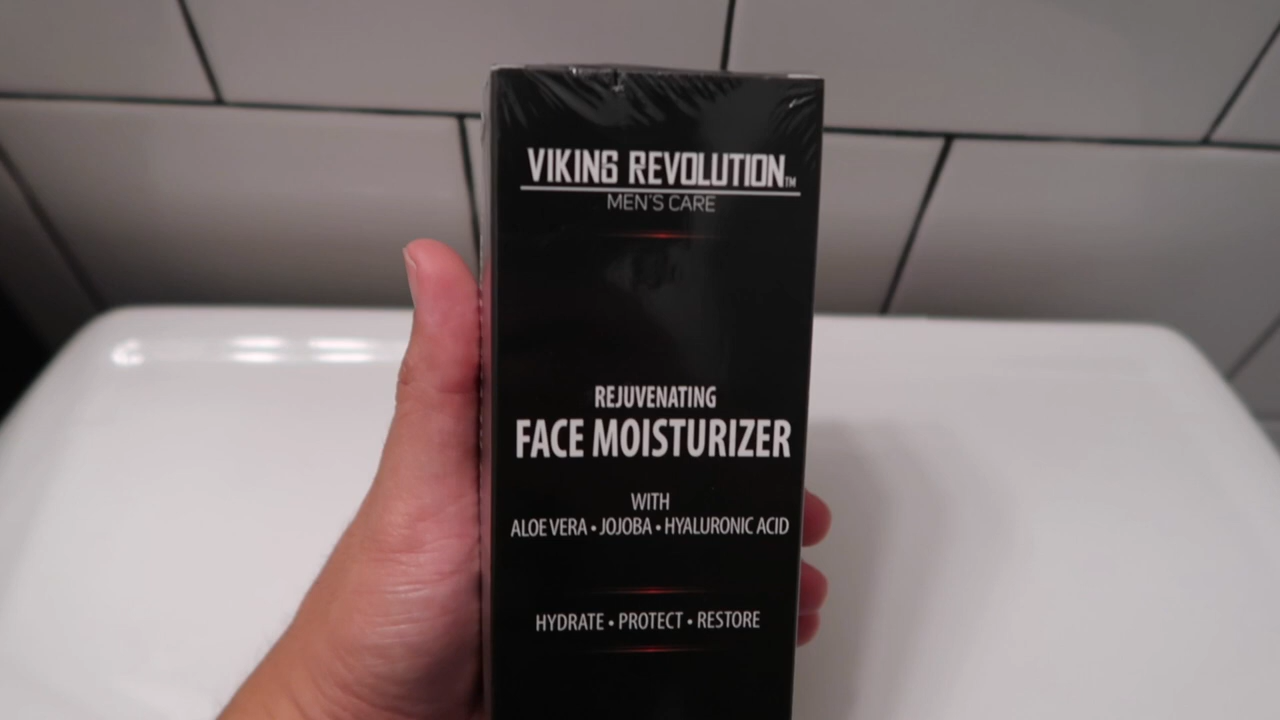 VIKING REVOLUTION™
MEN'S CARE
REJUVENATING
FACE MOISTURIZER
WITH
ALOE VERA • JOJOBA • HYALURONIC ACID
HYDRATE • PROTECT • RESTORE